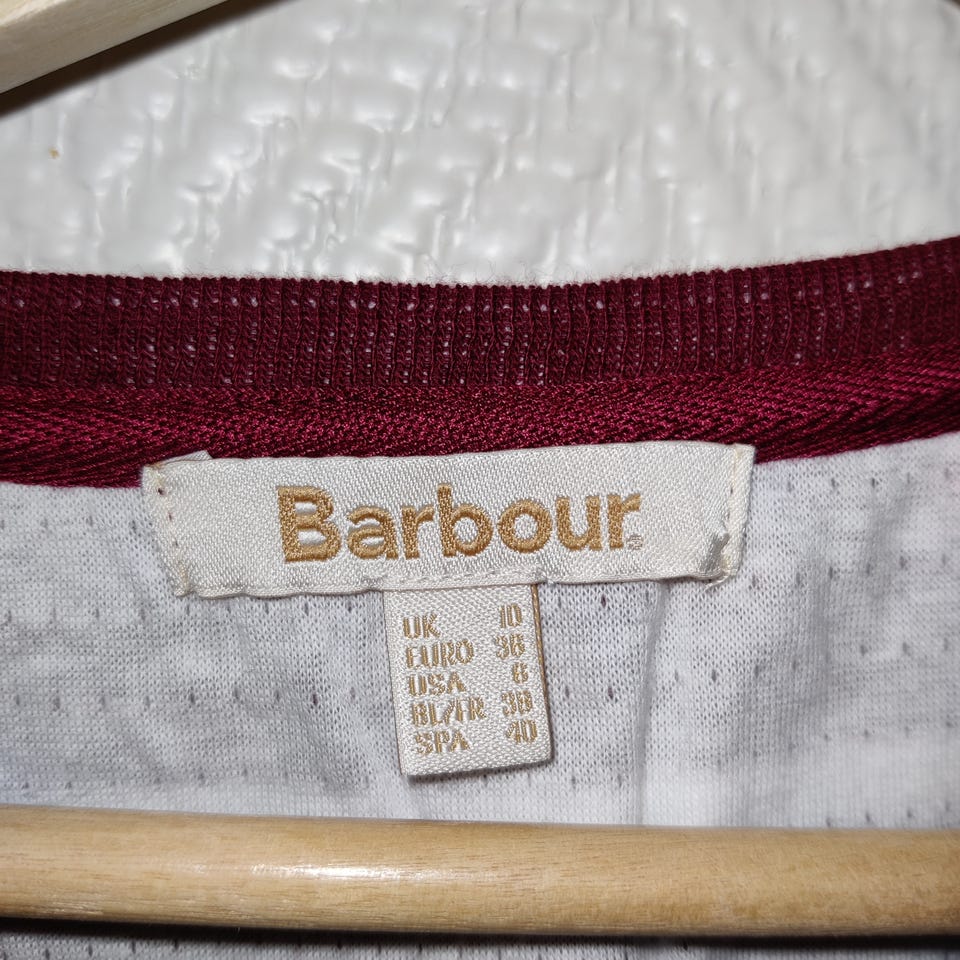 Barbour
UK 10
EURO 36
USA 6
BL/FR 38
SPA 40